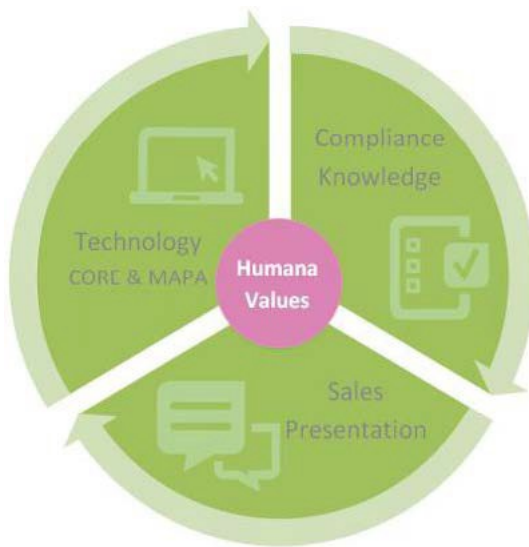 Compliance
Knowledge
Technology
CORE & MAPA
Humana
Values
Sales
Presentation